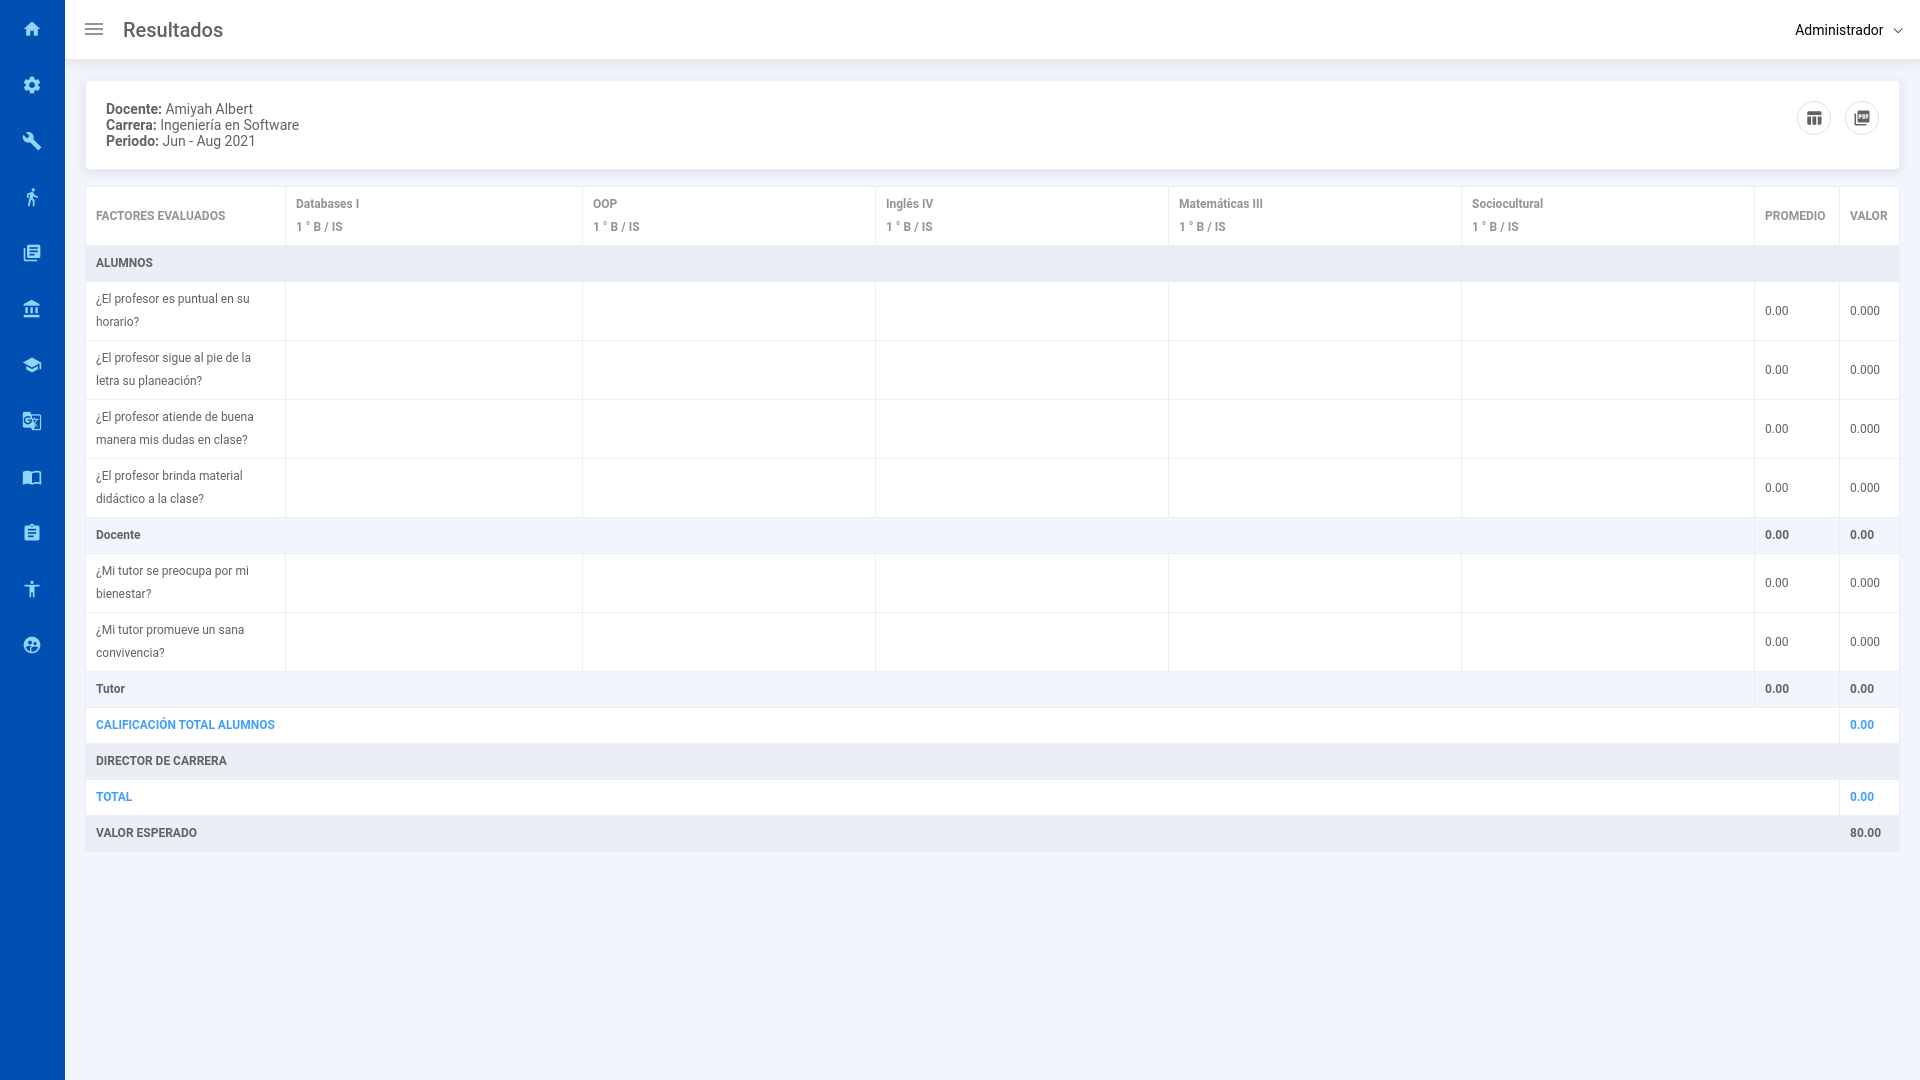 Resultados
Administrador
Docente: Amiyah Albert
Carrera: Ingeniería en Software
Periodo: Jun - Aug 2021
PDF
FACTORES EVALUADOS
Databases I
1 ° B / IS
OOP
1 ° B / IS
Inglés IV
1 ° B / IS
Matemáticas III
1 ° B / IS
Sociocultural
1 ° B / IS
PROMEDIO
VALOR
ALUMNOS
¿El profesor es puntual en su
horario?
0.00
0.000
¿El profesor sigue al pie de la
letra su planeación?
0.00
0.000
¿El profesor atiende de buena
manera mis dudas en clase?
0.00
0.000
¿El profesor brinda material
didáctico a la clase?
0.00
0.000
Docente
0.00
0.00
¿Mi tutor se preocupa por mi
bienestar?
0.00
0.000
¿Mi tutor promueve un sana
convivencia?
0.00
0.000
Tutor
0.00
0.00
CALIFICACIÓN TOTAL ALUMNOS
0.00
DIRECTOR DE CARRERA
TOTAL
0.00
VALOR ESPERADO
80.00